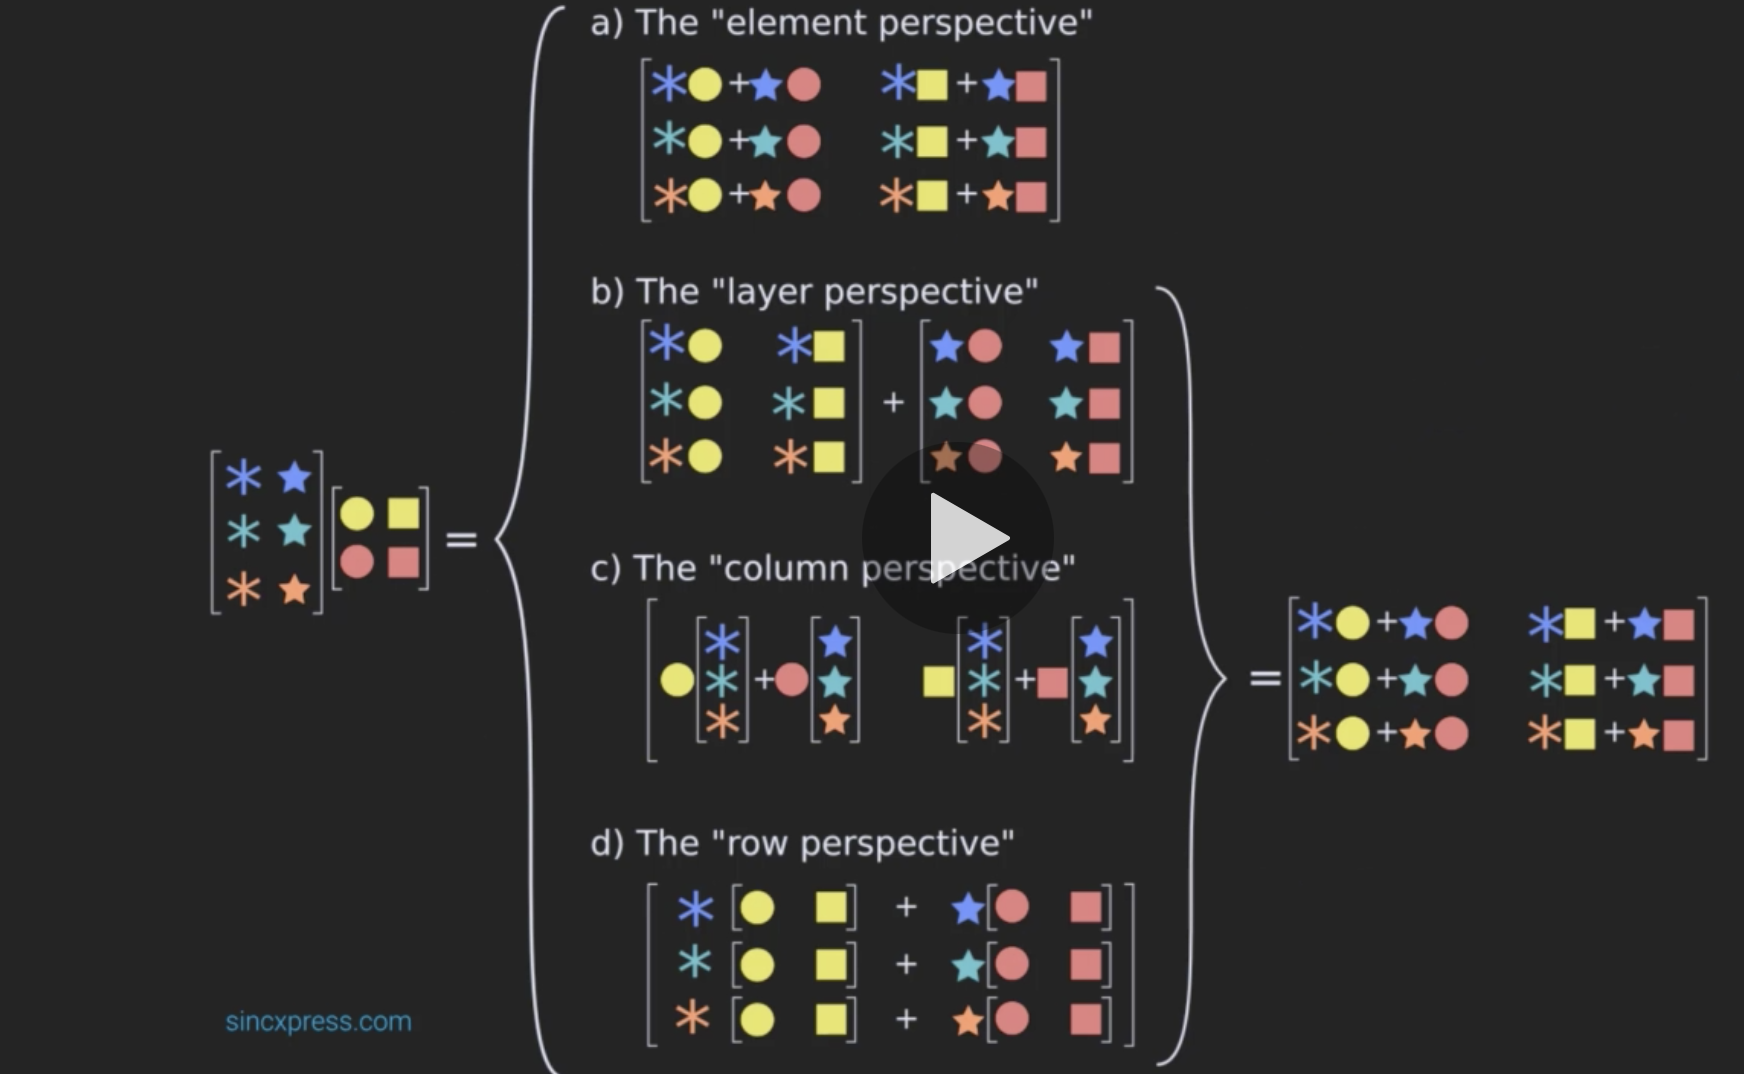 a) The "element perspective"
b) The "layer perspective"
c) The "column perspective"
d) The "row perspective"
sincxpress.com